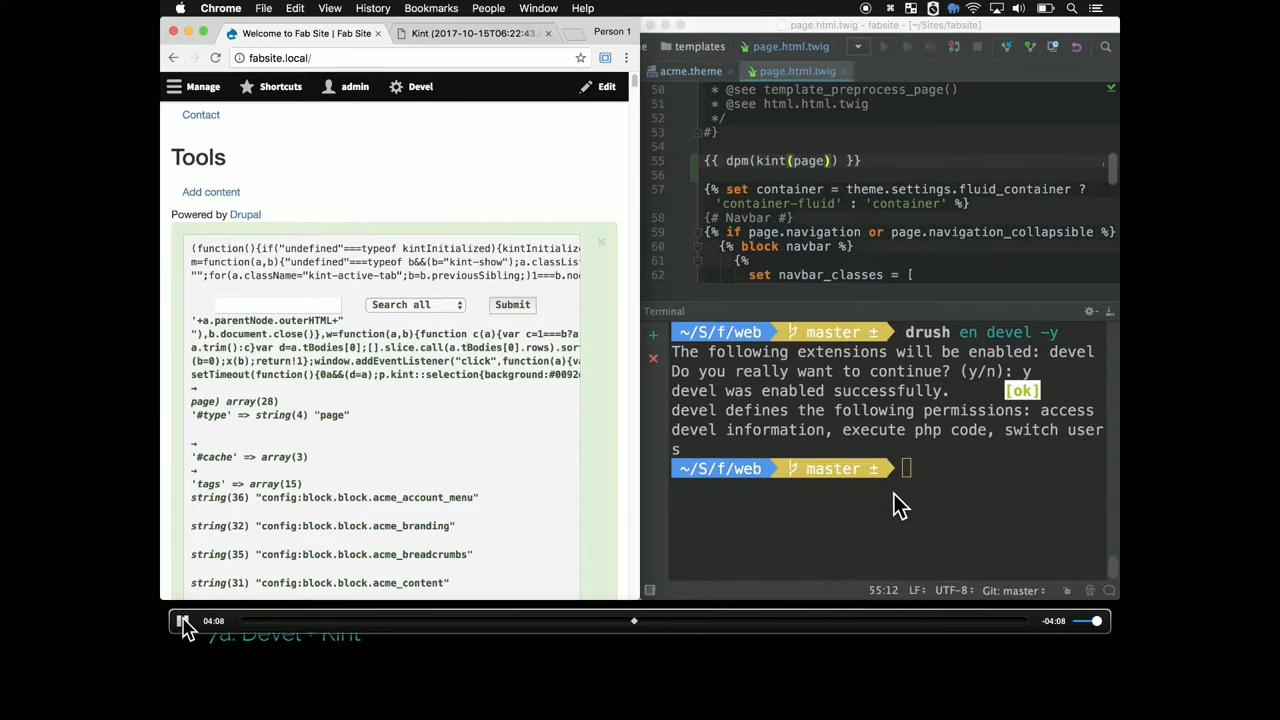 Chrome File Edit View History Bookmarks People Window Help
Welcome to Fab Site | Fab Site
Kint (2017-10-15T06:22:43.
Person 1
fabsite.local/
Manage Shortcuts admin Devel Edit
Contact
Tools
Add content
Powered by Drupal
(function(){if("undefined"===typeof kintInitialized){kintInitialize
m=function(a,b){"undefined"===typeof b&&(b="kint-show");a.classList
"";for(a.className="kint-active-tab";b=b.previousSibling;)1===b.nod
Search all Submit
'+a.parentNode.outerHTML+"
"),b.document.close()},w=function(a,b){function c(a){var c=1===b?a
a.trim():c}var d=a.tBodies[0];[].slice.call(a.tBodies[0].rows).sort
(b=0);x(b);return!1};window.addEventListener("click",function(a){va
setTimeout(function(){0a&&(d=a);p.kint::selection{background:#0092d
→
page) array(28)
'#type' => string(4) "page"
→
'#cache' => array(3)
→
'tags' => array(15)
string(36) "config:block.block.acme_account_menu"
string(32) "config:block.block.acme_branding"
string(35) "config:block.block.acme_breadcrumbs"
string(31) "config:block.block.acme_content"
page.html.twig - fabsite - [~/Sites/fabsite]
templates page.html.twig
acme.theme page.html.twig
50 * @see template_preprocess_page()
51 * @see html.html.twig
52 */
53 #}
54
55 {{ dpm(kint(page)) }}
56
57 {% set container = theme.settings.fluid_container ?
'container-fluid' : 'container' %}
58 {# Navbar #}
59 {% if page.navigation or page.navigation_collapsible %}
60 {% block navbar %}
61 {%
62 set navbar_classes = [
Terminal
~/S/f/web master ± drush en devel -y
The following extensions will be enabled: devel
Do you really want to continue? (y/n): y
devel was enabled successfully. [ok]
devel defines the following permissions: access
devel information, execute php code, switch user
s
~/S/f/web master ±
55:12 LF÷ UTF-8÷ Git: master÷
04:08 -04:08
7a. Devel + Kint